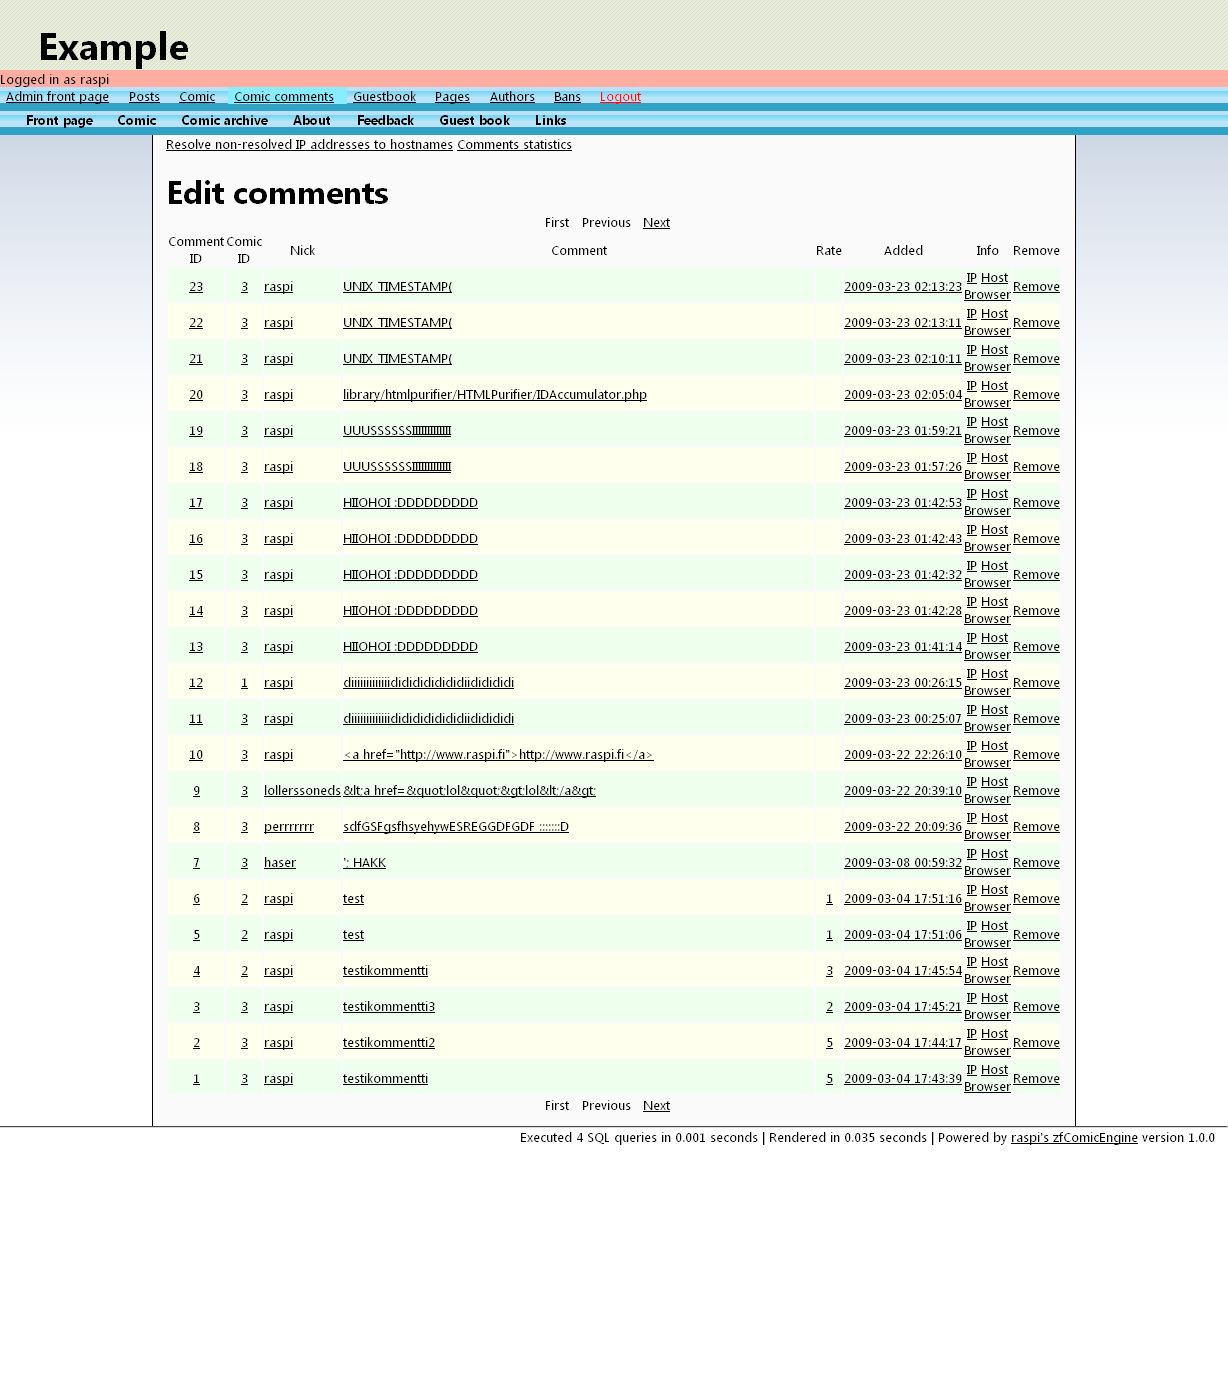 Example
Logged in as raspi
Admin front page Posts Comic Comic comments Guestbook Pages Authors Bans Logout
Front page Comic Comic archive About Feedback Guest book Links
Resolve non-resolved IP addresses to hostnames Comments statistics
Edit comments
First Previous Next
Comment ID Comic ID Nick Comment Rate Added Info Remove
23 3 raspi UNIX_TIMESTAMP( 2009-03-23 02:13:23 IP Host Browser Remove
22 3 raspi UNIX_TIMESTAMP( 2009-03-23 02:13:11 IP Host Browser Remove
21 3 raspi UNIX_TIMESTAMP( 2009-03-23 02:10:11 IP Host Browser Remove
20 3 raspi library/htmlpurifier/HTMLPurifier/IDAccumulator.php 2009-03-23 02:05:04 IP Host Browser Remove
19 3 raspi UUUSSSSSSIIIIIIIIIIIII 2009-03-23 01:59:21 IP Host Browser Remove
18 3 raspi UUUSSSSSSIIIIIIIIIIIII 2009-03-23 01:57:26 IP Host Browser Remove
17 3 raspi HIIOHOI :DDDDDDDDD 2009-03-23 01:42:53 IP Host Browser Remove
16 3 raspi HIIOHOI :DDDDDDDDD 2009-03-23 01:42:43 IP Host Browser Remove
15 3 raspi HIIOHOI :DDDDDDDDD 2009-03-23 01:42:32 IP Host Browser Remove
14 3 raspi HIIOHOI :DDDDDDDDD 2009-03-23 01:42:28 IP Host Browser Remove
13 3 raspi HIIOHOI :DDDDDDDDD 2009-03-23 01:41:14 IP Host Browser Remove
12 1 raspi diiiiiiiiiiiiididididididididiididididi 2009-03-23 00:26:15 IP Host Browser Remove
11 3 raspi diiiiiiiiiiiiididididididididiididididi 2009-03-23 00:25:07 IP Host Browser Remove
10 3 raspi <a href="http://www.raspi.fi">http://www.raspi.fi</a> 2009-03-22 22:26:10 IP Host Browser Remove
9 3 lollerssoneds &lt;a href=&quot;lol&quot;&gt;lol&lt;/a&gt; 2009-03-22 20:39:10 IP Host Browser Remove
8 3 perrrrrrr sdfGSFgsfhsyehywESREGGDFGDF :::::::D 2009-03-22 20:09:36 IP Host Browser Remove
7 3 haser '; HAKK 2009-03-08 00:59:32 IP Host Browser Remove
6 2 raspi test 1 2009-03-04 17:51:16 IP Host Browser Remove
5 2 raspi test 1 2009-03-04 17:51:06 IP Host Browser Remove
4 2 raspi testikommentti 3 2009-03-04 17:45:54 IP Host Browser Remove
3 3 raspi testikommentti3 2 2009-03-04 17:45:21 IP Host Browser Remove
2 3 raspi testikommentti2 5 2009-03-04 17:44:17 IP Host Browser Remove
1 3 raspi testikommentti 5 2009-03-04 17:43:39 IP Host Browser Remove
First Previous Next
Executed 4 SQL queries in 0.001 seconds | Rendered in 0.035 seconds | Powered by raspi's zfComicEngine version 1.0.0